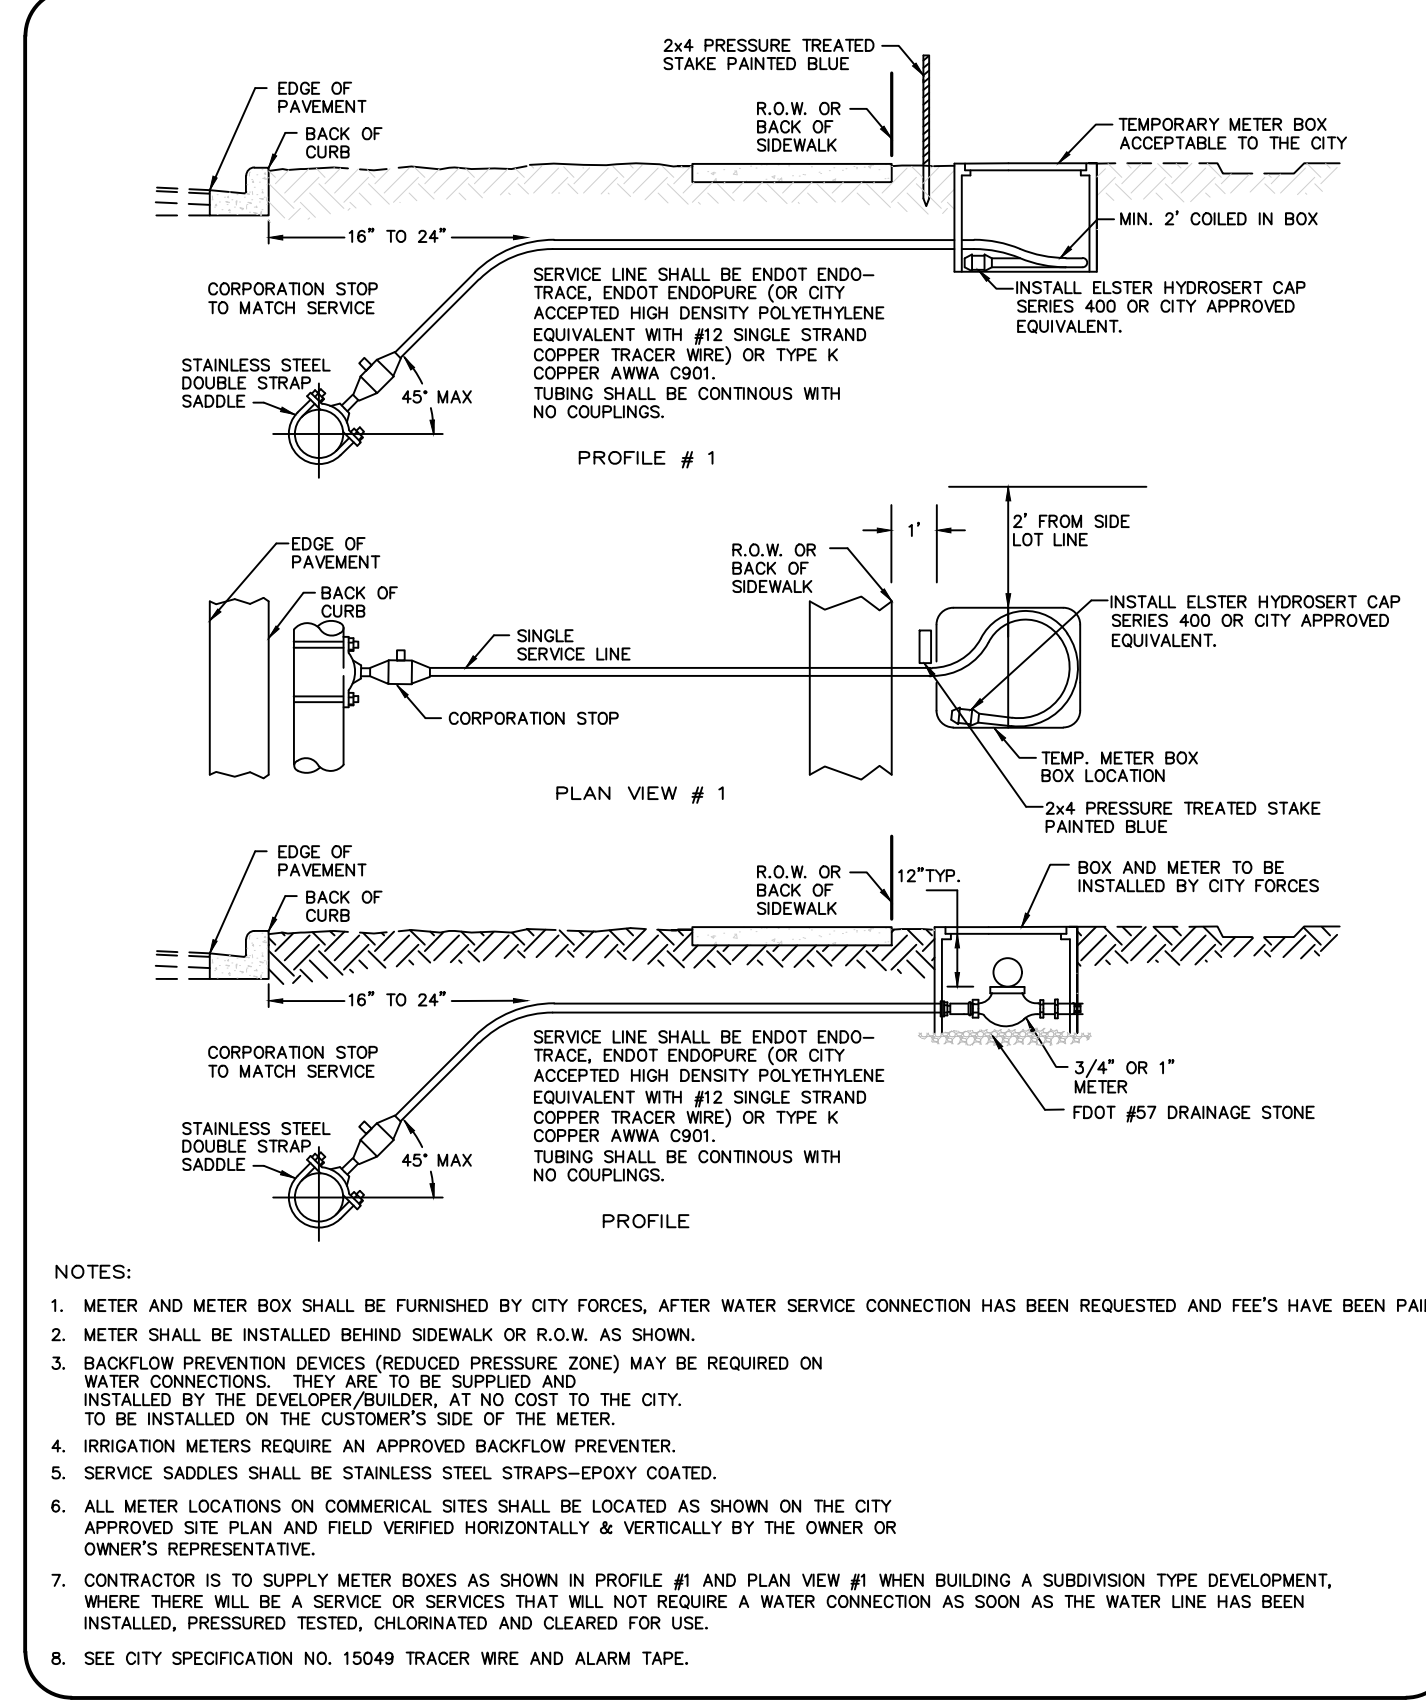 2x4 PRESSURE TREATED
STAKE PAINTED BLUE
EDGE OF
PAVEMENT
BACK OF
CURB
R.O.W. OR
BACK OF
SIDEWALK
TEMPORARY METER BOX
ACCEPTABLE TO THE CITY
MIN. 2' COILED IN BOX
16" TO 24"
CORPORATION STOP
TO MATCH SERVICE
SERVICE LINE SHALL BE ENDOT ENDO-
TRACE, ENDOT ENDOPURE (OR CITY
ACCEPTED HIGH DENSITY POLYETHYLENE
EQUIVALENT WITH #12 SINGLE STRAND
COPPER TRACER WIRE) OR TYPE K
COPPER AWWA C901.
TUBING SHALL BE CONTINOUS WITH
NO COUPLINGS.
INSTALL ELSTER HYDROSERT CAP
SERIES 400 OR CITY APPROVED
EQUIVALENT.
STAINLESS STEEL
DOUBLE STRAP
SADDLE
45° MAX
PROFILE # 1
EDGE OF
PAVEMENT
BACK OF
CURB
R.O.W. OR
BACK OF
SIDEWALK
1'
2' FROM SIDE
LOT LINE
INSTALL ELSTER HYDROSERT CAP
SERIES 400 OR CITY APPROVED
EQUIVALENT.
SINGLE
SERVICE LINE
CORPORATION STOP
TEMP. METER BOX
BOX LOCATION
2x4 PRESSURE TREATED STAKE
PAINTED BLUE
PLAN VIEW # 1
EDGE OF
PAVEMENT
BACK OF
CURB
R.O.W. OR
BACK OF
SIDEWALK
12"TYP.
BOX AND METER TO BE
INSTALLED BY CITY FORCES
16" TO 24"
CORPORATION STOP
TO MATCH SERVICE
SERVICE LINE SHALL BE ENDOT ENDO-
TRACE, ENDOT ENDOPURE (OR CITY
ACCEPTED HIGH DENSITY POLYETHYLENE
EQUIVALENT WITH #12 SINGLE STRAND
COPPER TRACER WIRE) OR TYPE K
COPPER AWWA C901.
TUBING SHALL BE CONTINOUS WITH
NO COUPLINGS.
3/4" OR 1"
METER
FDOT #57 DRAINAGE STONE
STAINLESS STEEL
DOUBLE STRAP
SADDLE
45° MAX
PROFILE
NOTES:
1. METER AND METER BOX SHALL BE FURNISHED BY CITY FORCES, AFTER WATER SERVICE CONNECTION HAS BEEN REQUESTED AND FEE'S HAVE BEEN
2. METER SHALL BE INSTALLED BEHIND SIDEWALK OR R.O.W. AS SHOWN.
3. BACKFLOW PREVENTION DEVICES (REDUCED PRESSURE ZONE) MAY BE REQUIRED ON
WATER CONNECTIONS. THEY ARE TO BE SUPPLIED AND
INSTALLED BY THE DEVELOPER/BUILDER, AT NO COST TO THE CITY.
TO BE INSTALLED ON THE CUSTOMER'S SIDE OF THE METER.
4. IRRIGATION METERS REQUIRE AN APPROVED BACKFLOW PREVENTER.
5. SERVICE SADDLES SHALL BE STAINLESS STEEL STRAPS-EPOXY COATED.
6. ALL METER LOCATIONS ON COMMERICAL SITES SHALL BE LOCATED AS SHOWN ON THE CITY
APPROVED SITE PLAN AND FIELD VERIFIED HORIZONTALLY & VERTICALLY BY THE OWNER OR
OWNER'S REPRESENTATIVE.
7. CONTRACTOR IS TO SUPPLY METER BOXES AS SHOWN IN PROFILE #1 AND PLAN VIEW #1 WHEN BUILDING A SUBDIVISION TYPE DEVELOPMENT,
WHERE THERE WILL BE A SERVICE OR SERVICES THAT WILL NOT REQUIRE A WATER CONNECTION AS SOON AS THE WATER LINE HAS BEEN
INSTALLED, PRESSURED TESTED, CHLORINATED AND CLEARED FOR USE.
8. SEE CITY SPECIFICATION NO. 15049 TRACER WIRE AND ALARM TAPE.